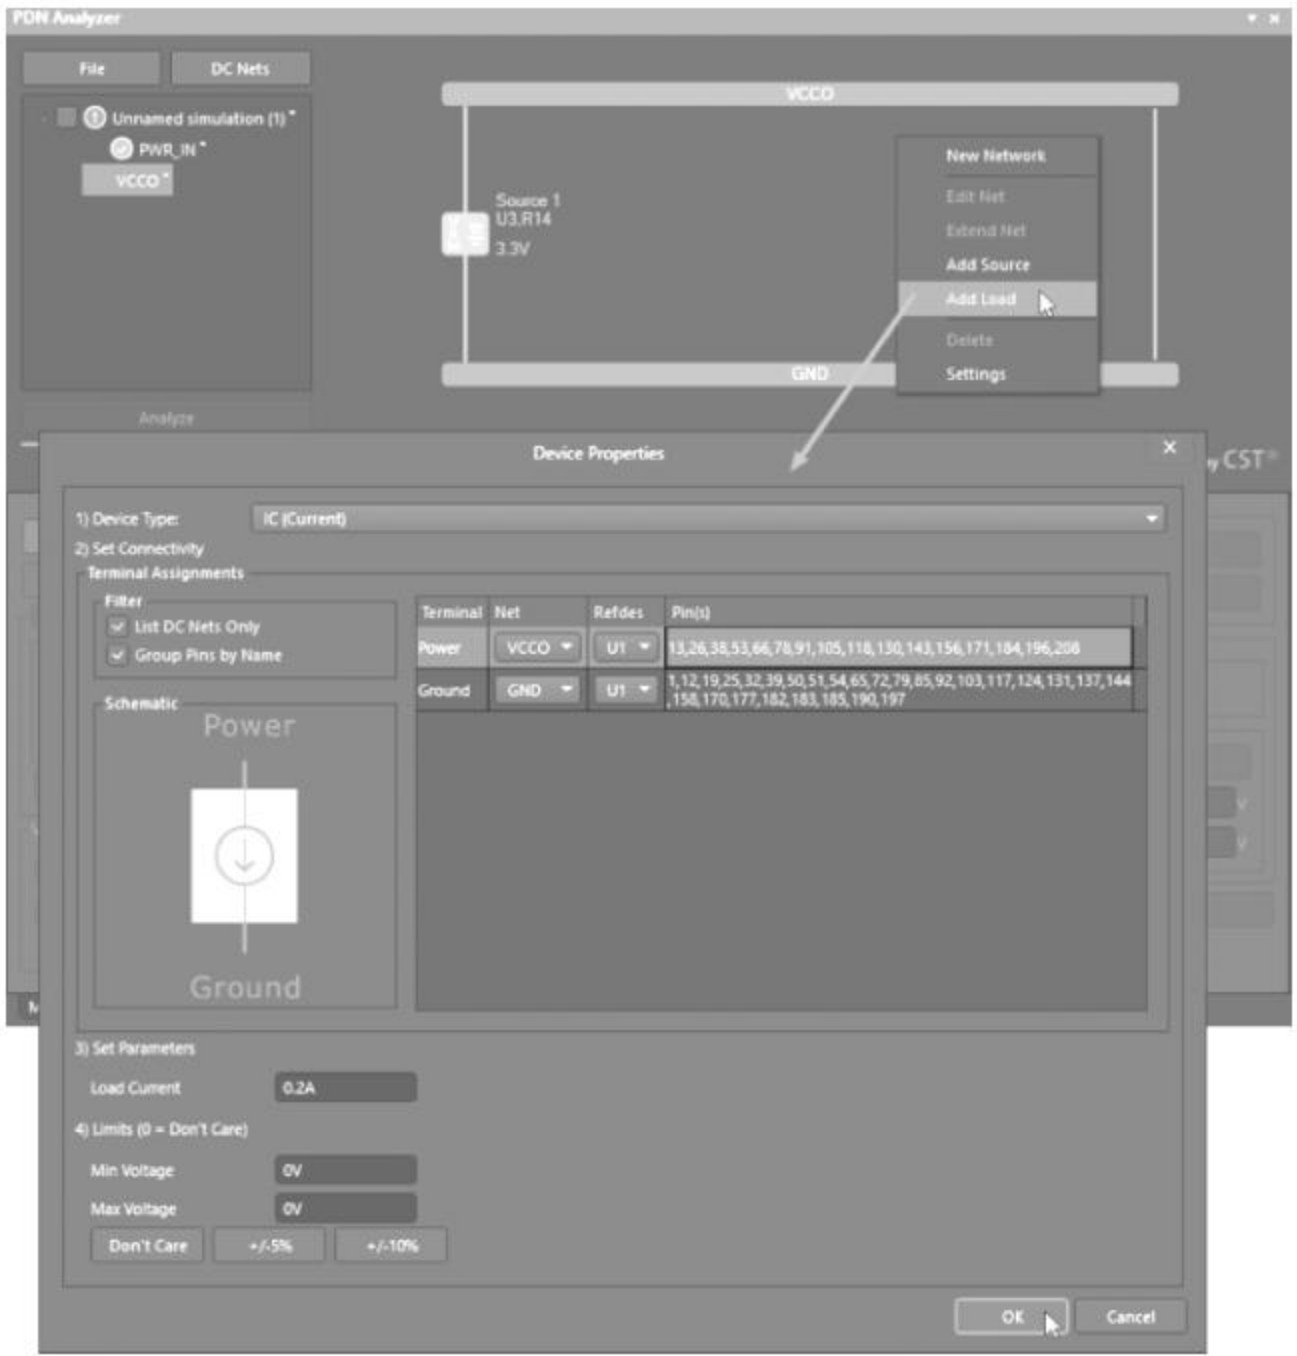 PDN Analyzer
File
DC Nets
Unnamed simulation (1) *
PWR_IN *
VCCO *
Analyze
VCCO
Source 1
U3,R14
3.3V
GND
New Network
Edit Net
Extend Net
Add Source
Add Load
Delete
Settings
CST®
Device Properties
1) Device Type:
IC (Current)
2) Set Connectivity
Terminal Assignments
Filter
List DC Nets Only
Group Pins by Name
Schematic
Power
Ground
Terminal Net Refdes Pin(s)
Power VCCO U1 13,26,38,53,66,78,91,105,118,130,143,156,171,184,196,208
Ground GND U1 1,12,19,25,32,39,50,51,54,65,72,79,85,92,103,117,124,131,137,144
,158,170,177,182,183,185,190,197
3) Set Parameters
Load Current 0.2A
4) Limits (0 = Don't Care)
Min Voltage 0V
Max Voltage 0V
Don't Care +/-5% +/-10%
OK Cancel